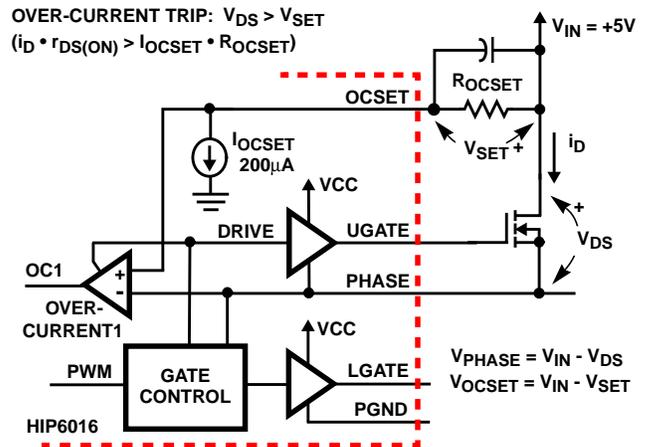 OVER-CURRENT TRIP: VDS > VSET
(iD • rDS(ON) > IOCSET • ROCSET)
VIN = +5V
ROCSET
OCSET
VSET +
iD
IOCSET
200µA
VCC
DRIVE
UGATE
+
VDS
OC1
+
-
PHASE
OVER-
CURRENT1
VCC
PWM
GATE
CONTROL
LGATE
PGND
VPHASE = VIN - VDS
VOCSET = VIN - VSET
HIP6016